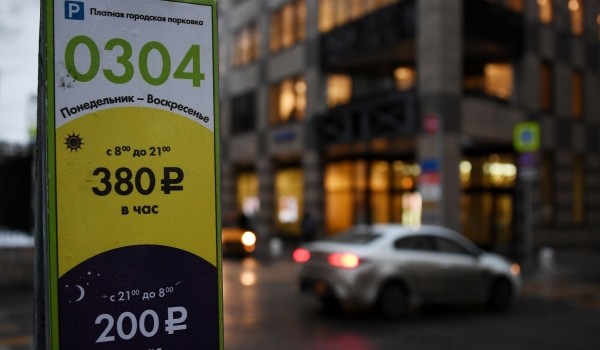 P Платная городская парковка
0304
Понедельник – Воскресенье
с 8⁰⁰ до 21⁰⁰
380 ₽
в час
с 21⁰⁰ до 8⁰⁰
200 ₽